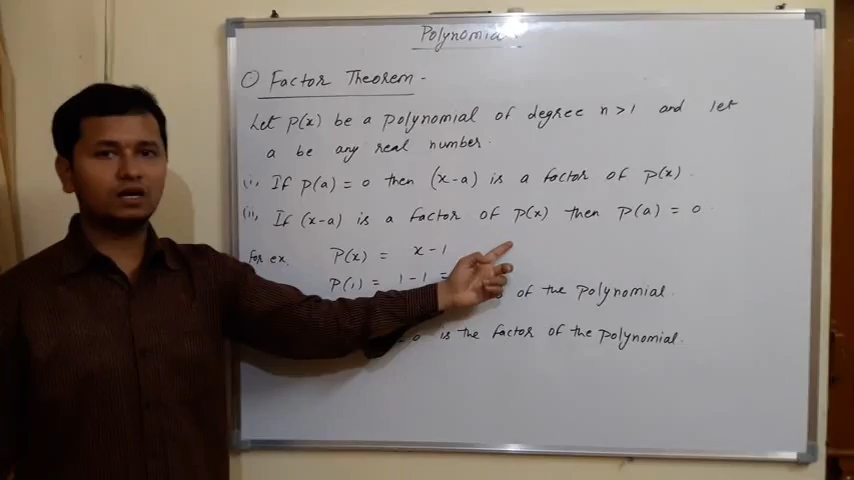 Polynomial
① Factor Theorem -
Let P(x) be a polynomial of degree n > 1 and let
a be any real number.
(i) If P(a) = 0 then (x-a) is a factor of P(x).
(ii) If (x-a) is a factor of P(x) then P(a) = 0
For ex. P(x) = x - 1
P(1) = 1 - 1 =
of the polynomial.
= 0 is the factor of the polynomial.